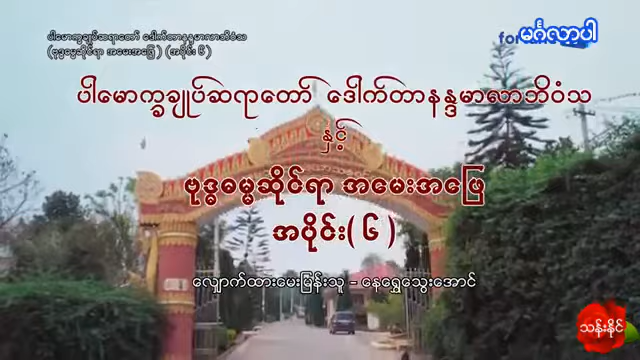 ပါမောက္ခချုပ်ဆရာတော် ဒေါက်တာနန္ဒမာလာဘိဝံသ
(ဗုဒ္ဓဓမ္မဆိုင်ရာ အမေးအဖြေ) (အပိုင်း ၆)
မင်္ဂလာပါ
ပါမောက္ခချုပ်ဆရာတော် ဒေါက်တာနန္ဒမာလာဘိဝံသ
နှင့်
ဗုဒ္ဓဓမ္မဆိုင်ရာ အမေးအဖြေ
အပိုင်း(၆)
လျှောက်ထားမေးမြန်းသူ - နေရွှေသွေးအောင်
သန်းနိုင်